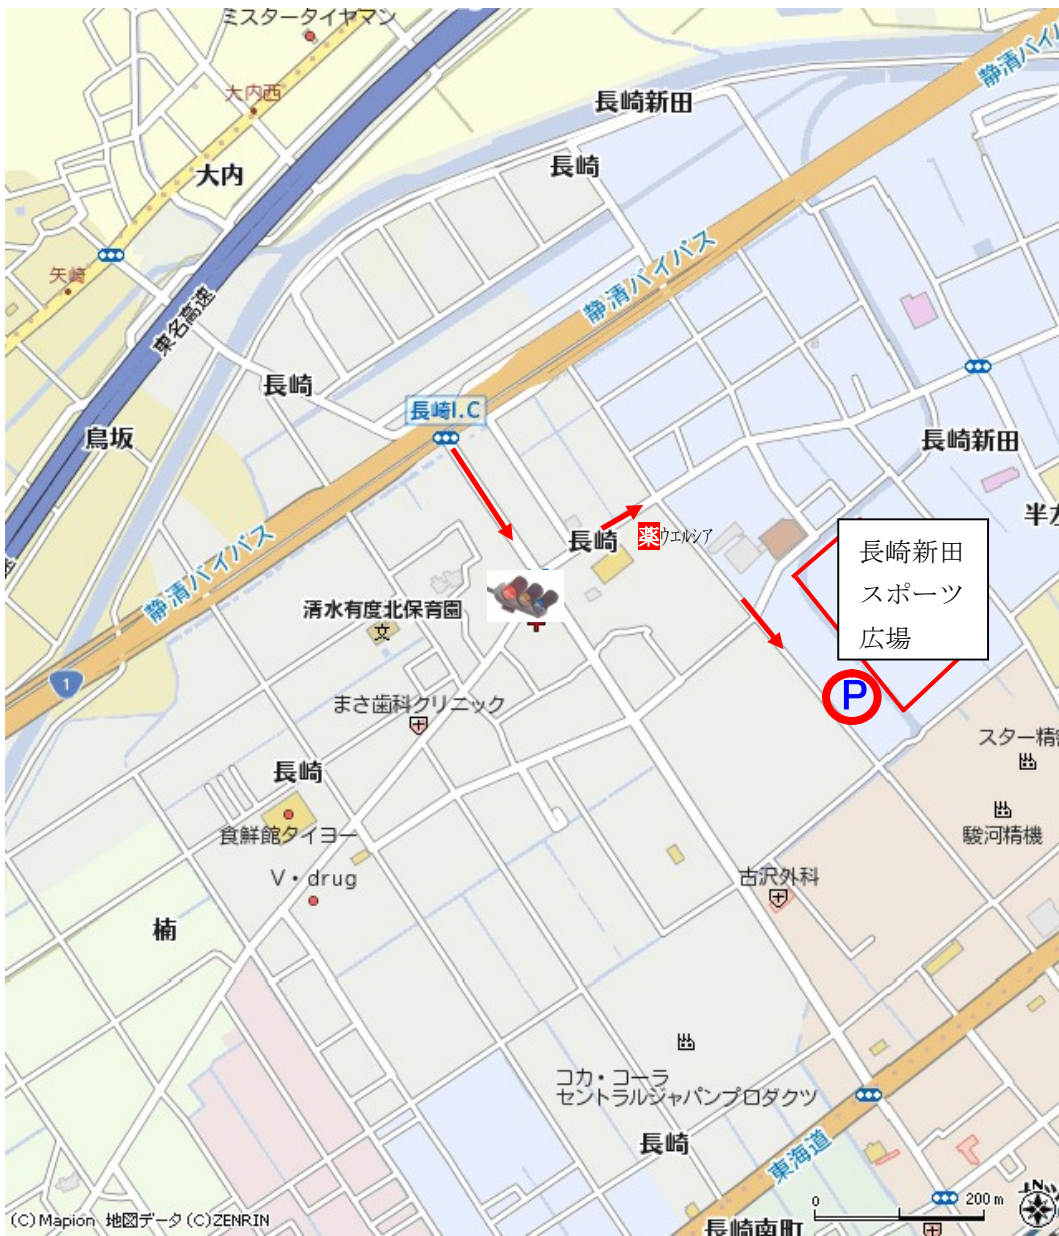 ミスタータイヤマン
静清バイパス
大内西
長崎新田
長崎
大内
矢崎
静清バイパス
東名高速
長崎
長崎I.C
鳥坂
長崎新田
半左
薬ウエルシア
長崎
長崎新田
スポーツ
広場
静清バイパス
清水有度北保育園
文
1
P
まさ歯科クリニック
スター精密
長崎
食鮮館タイヨー
駿河精機
V・drug
古沢外科
楠
コカ・コーラ
セントラルジャパンプロダクツ
長崎
東海道
0 200m
N
(C)Mapion 地図データ(C)ZENRIN
長崎南町